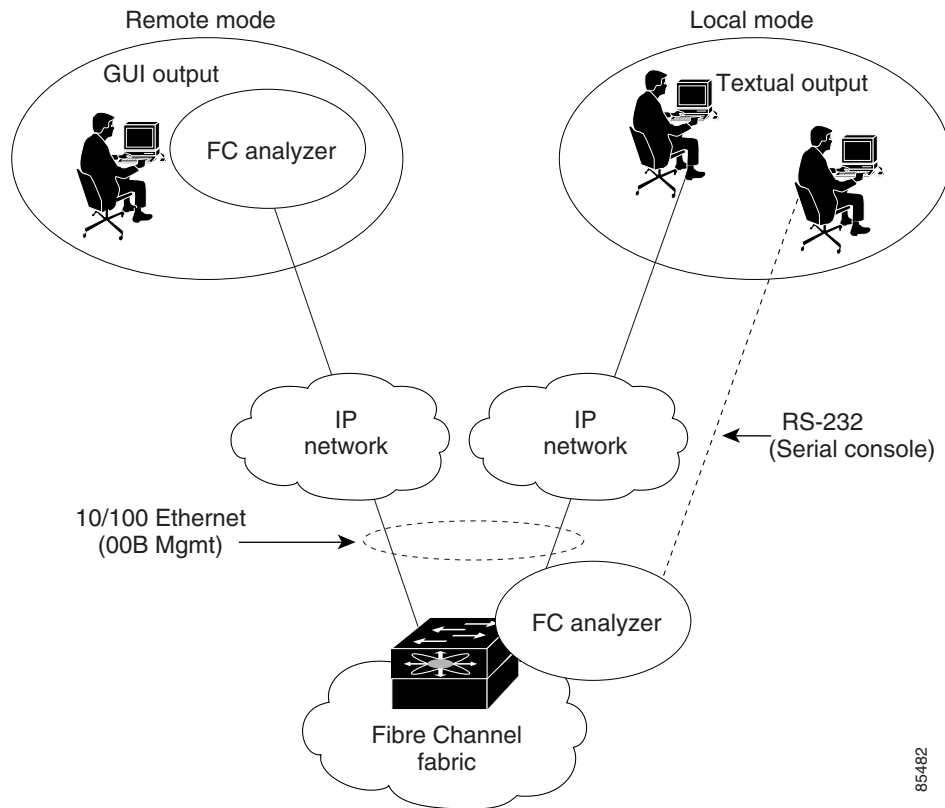 Remote mode
Local mode
GUI output
Textual output
FC analyzer
IP
network
IP
network
RS-232
(Serial console)
10/100 Ethernet
(00B Mgmt)
FC analyzer
Fibre Channel
fabric
85482